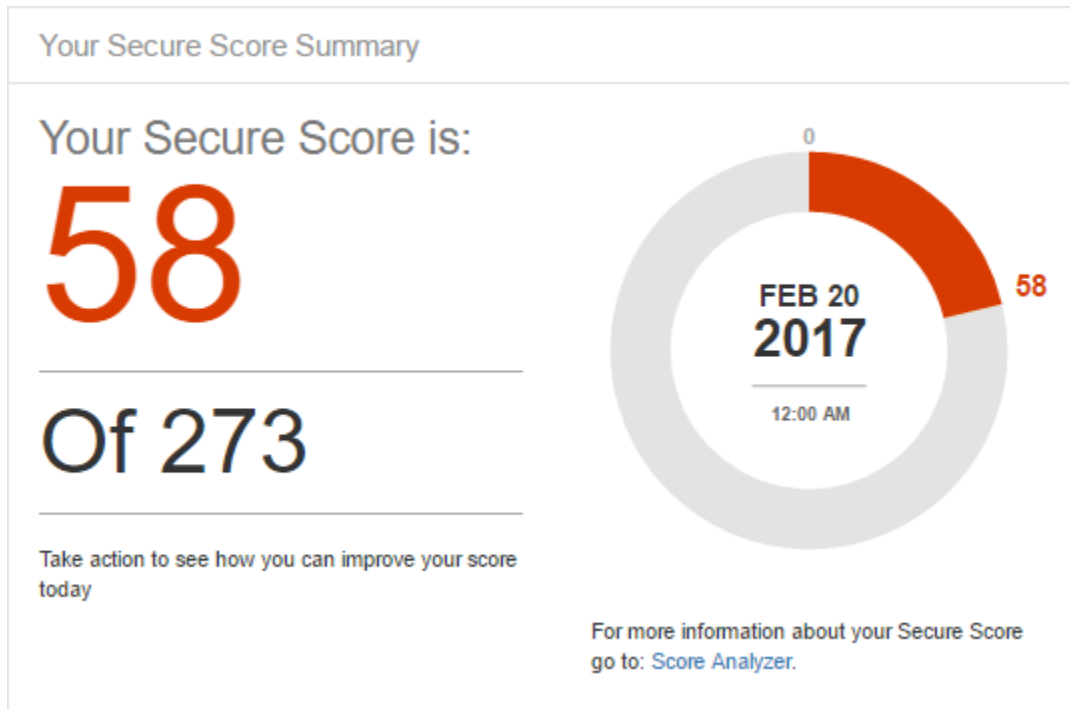 Your Secure Score Summary
Your Secure Score is:
58
Of 273
Take action to see how you can improve your score
today
0
58
FEB 20
2017
12:00 AM
For more information about your Secure Score
go to: Score Analyzer.